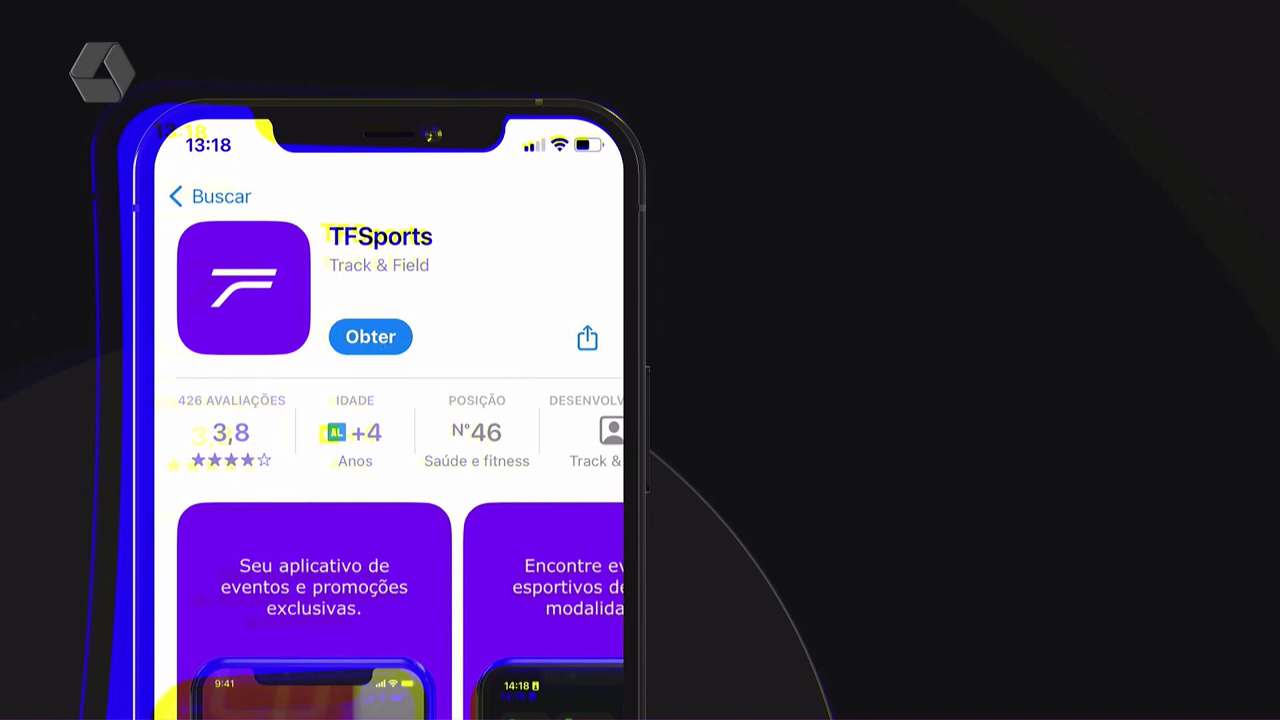 13:18
Buscar
TFSports
Track & Field
Obter
426 AVALIAÇÕES
IDADE
POSIÇÃO
DESENVOLV
3,8
AL +4
Nº46
Anos
Saúde e fitness
Track &
Seu aplicativo de
eventos e promoções
exclusivas.
Encontre ev
esportivos de
modalida
9:41
14:18